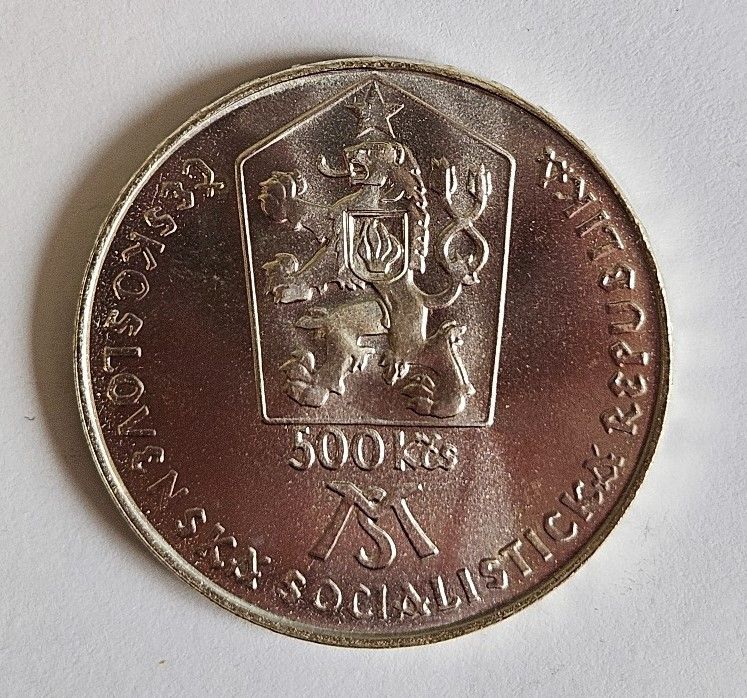 ČESKOSLOVENSKÁ SOCIALISTICKÁ REPUBLIKA
500 Kčs